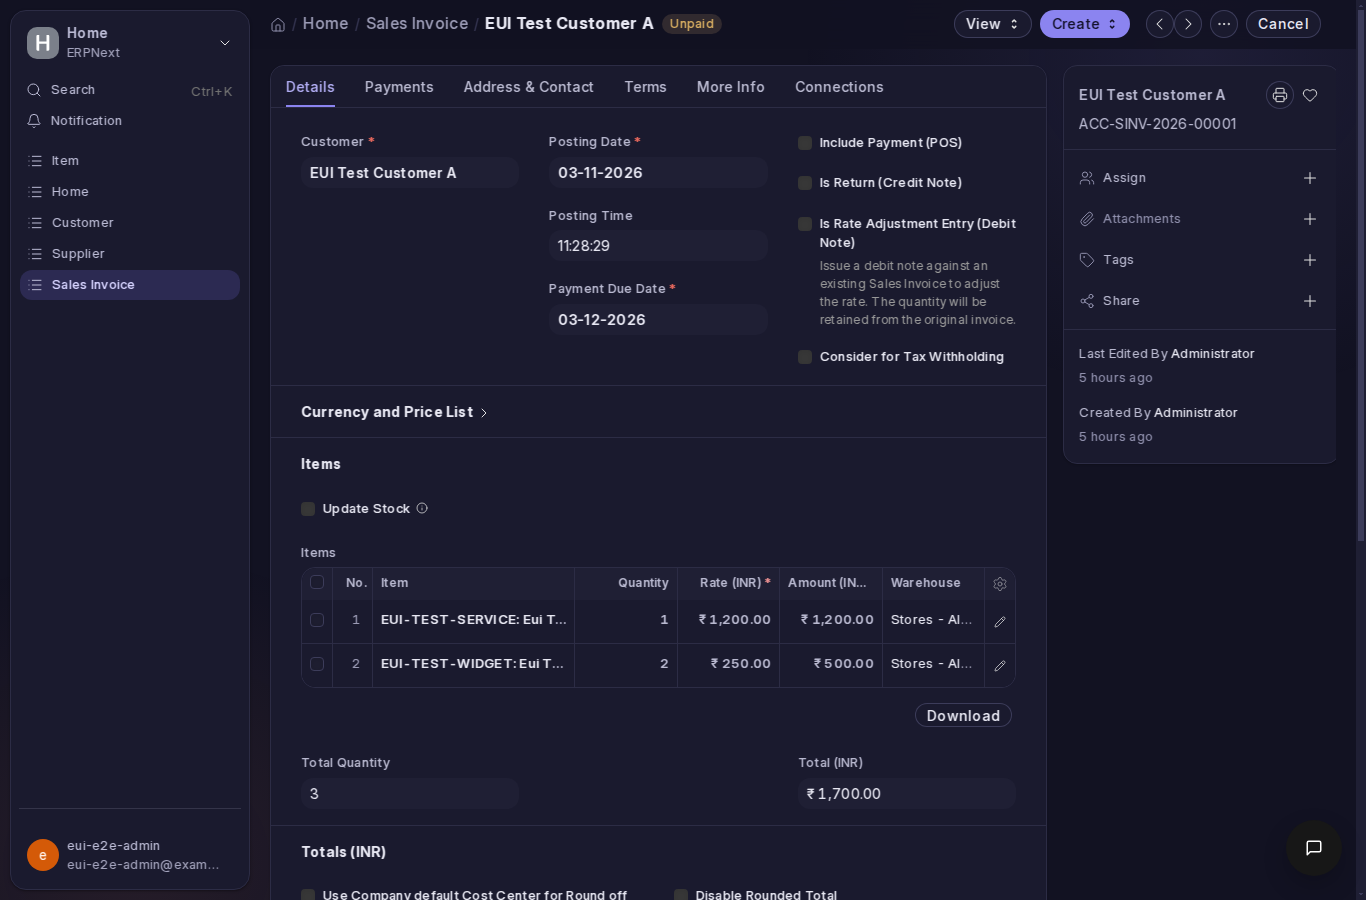 H
Home
ERPNext
Search
Ctrl+K
Notification
Item
Home
Customer
Supplier
Sales Invoice
eui-e2e-admin
e
eui-e2e-admin@exam...
/ Home / Sales Invoice / EUI Test Customer A Unpaid
View
Create
Cancel
Details Payments Address & Contact Terms More Info Connections
Customer *
EUI Test Customer A
Posting Date *
03-11-2026
Posting Time
11:28:29
Payment Due Date *
03-12-2026
Include Payment (POS)
Is Return (Credit Note)
Is Rate Adjustment Entry (Debit
Note)
Issue a debit note against an
existing Sales Invoice to adjust
the rate. The quantity will be
retained from the original invoice.
Consider for Tax Withholding
Currency and Price List
Items
Update Stock
Items
No. Item Quantity Rate (INR) * Amount (IN... Warehouse
1 EUI-TEST-SERVICE: Eui T... 1 ₹ 1,200.00 ₹ 1,200.00 Stores - Al...
2 EUI-TEST-WIDGET: Eui T... 2 ₹ 250.00 ₹ 500.00 Stores - Al...
Download
Total Quantity
3
Total (INR)
₹ 1,700.00
Totals (INR)
Use Company default Cost Center for Round off
Disable Rounded Total
EUI Test Customer A
ACC-SINV-2026-00001
Assign
Attachments
Tags
Share
Last Edited By Administrator
5 hours ago
Created By Administrator
5 hours ago